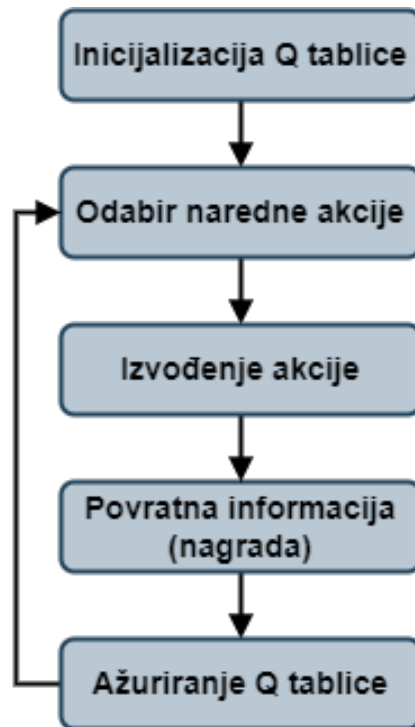 Inicijalizacija Q tablice
Odabir naredne akcije
Izvođenje akcije
Povratna informacija
(nagrada)
Ažuriranje Q tablice